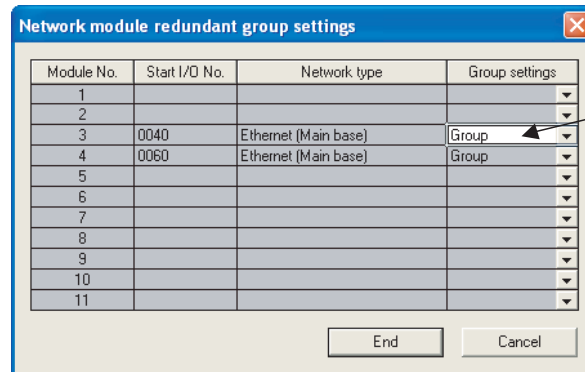 Network module redundant group settings
Module No. Start I/O No. Network type Group settings
1
2
3 0040 Ethernet (Main base) Group
4 0060 Ethernet (Main base) Group
5
6
7
8
9
10
11
End Cancel